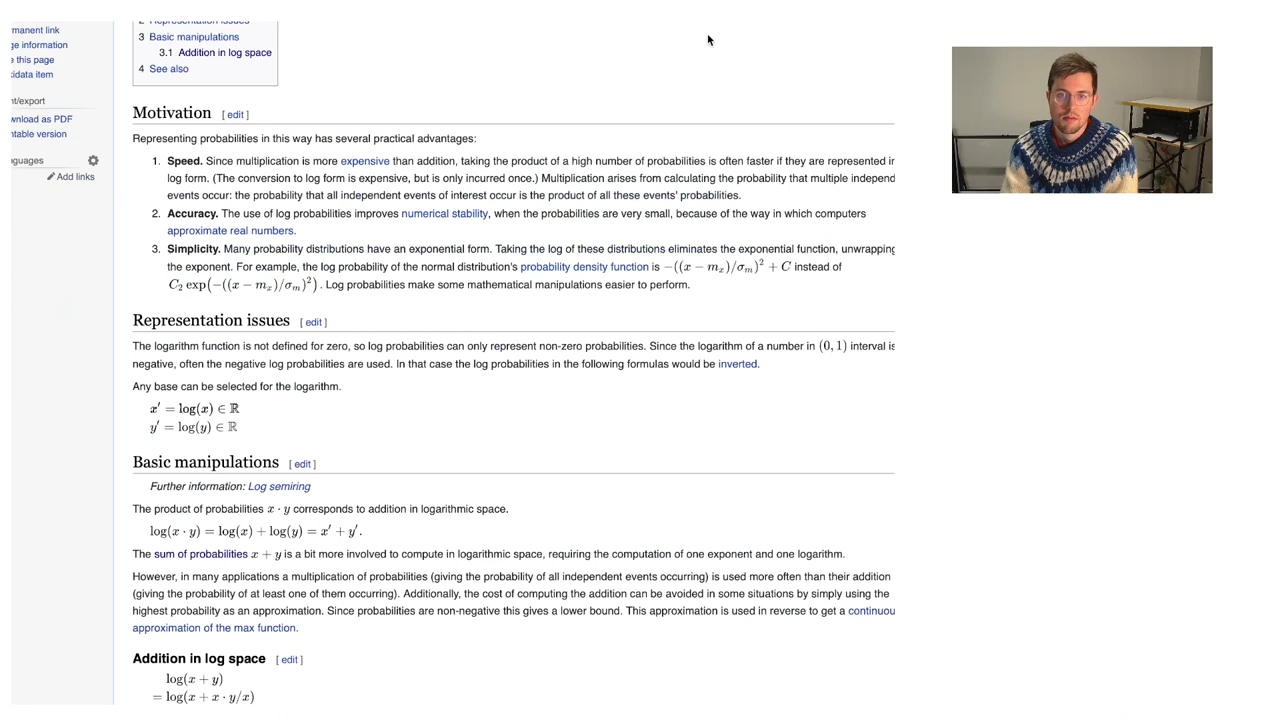 manent link
ge information
e this page
kidata item
nt/export
wnload as PDF
ntable version
nguages
Add links
2 Representation issues
3 Basic manipulations
3.1 Addition in log space
4 See also
Motivation [ edit ]
Representing probabilities in this way has several practical advantages:
1. Speed. Since multiplication is more expensive than addition, taking the product of a high number of probabilities is often faster if they are represented in
log form. (The conversion to log form is expensive, but is only incurred once.) Multiplication arises from calculating the probability that multiple independ
events occur: the probability that all independent events of interest occur is the product of all these events' probabilities.
2. Accuracy. The use of log probabilities improves numerical stability, when the probabilities are very small, because of the way in which computers
approximate real numbers.
3. Simplicity. Many probability distributions have an exponential form. Taking the log of these distributions eliminates the exponential function, unwrapping
the exponent. For example, the log probability of the normal distribution's probability density function is −((x − mₓ)/σₘ)² + C instead of
C₂ exp(−((x − mₓ)/σₘ)²). Log probabilities make some mathematical manipulations easier to perform.
Representation issues [ edit ]
The logarithm function is not defined for zero, so log probabilities can only represent non-zero probabilities. Since the logarithm of a number in (0, 1) interval is
negative, often the negative log probabilities are used. In that case the log probabilities in the following formulas would be inverted.
Any base can be selected for the logarithm.
x′ = log(x) ∈ ℝ
y′ = log(y) ∈ ℝ
Basic manipulations [ edit ]
Further information: Log semiring
The product of probabilities x · y corresponds to addition in logarithmic space.
log(x · y) = log(x) + log(y) = x′ + y′.
The sum of probabilities x + y is a bit more involved to compute in logarithmic space, requiring the computation of one exponent and one logarithm.
However, in many applications a multiplication of probabilities (giving the probability of all independent events occurring) is used more often than their addition
(giving the probability of at least one of them occurring). Additionally, the cost of computing the addition can be avoided in some situations by simply using the
highest probability as an approximation. Since probabilities are non-negative this gives a lower bound. This approximation is used in reverse to get a continuou
approximation of the max function.
Addition in log space [ edit ]
log(x + y)
= log(x + x · y/x)